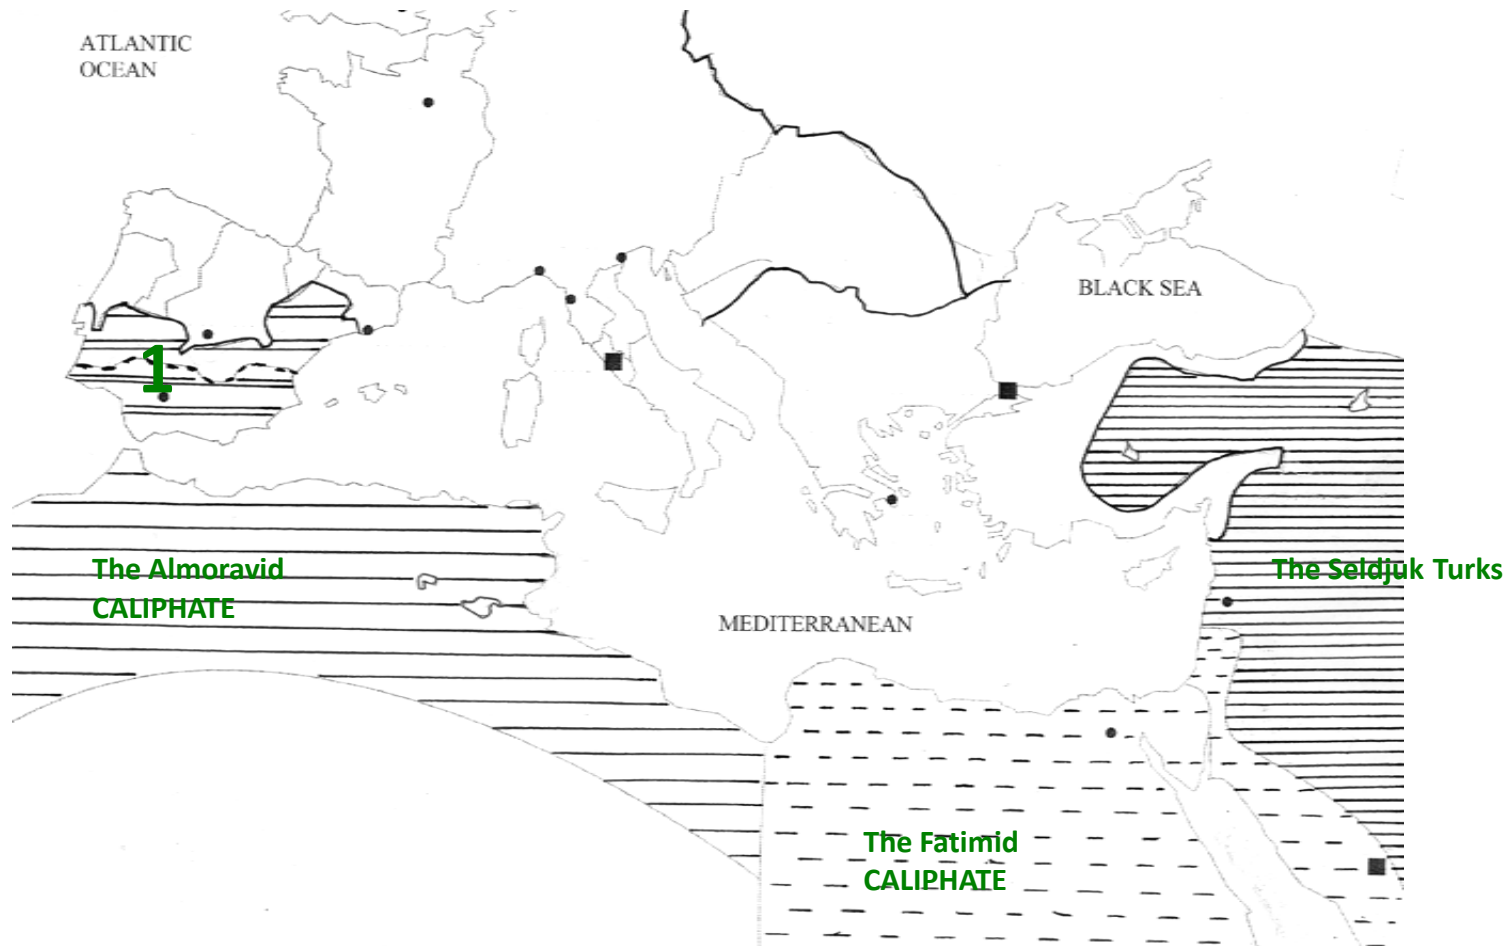 ATLANTIC
OCEAN
BLACK SEA
1
The Almoravid
CALIPHATE
The Seldjuk Turks
MEDITERRANEAN
The Fatimid
CALIPHATE